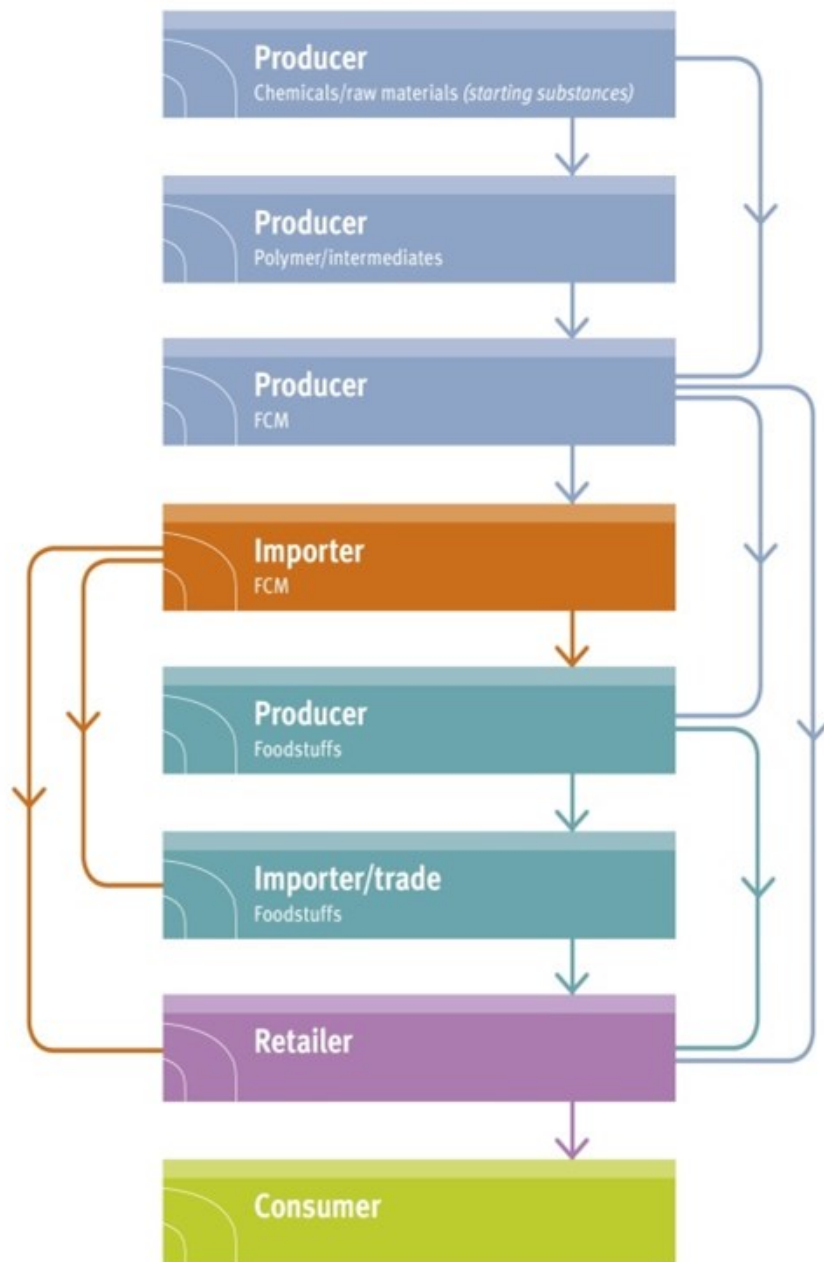 Producer
Chemicals/raw materials (starting substances)
Producer
Polymer/intermediates
Producer
FCM
Importer
FCM
Producer
Foodstuffs
Importer/trade
Foodstuffs
Retailer
Consumer